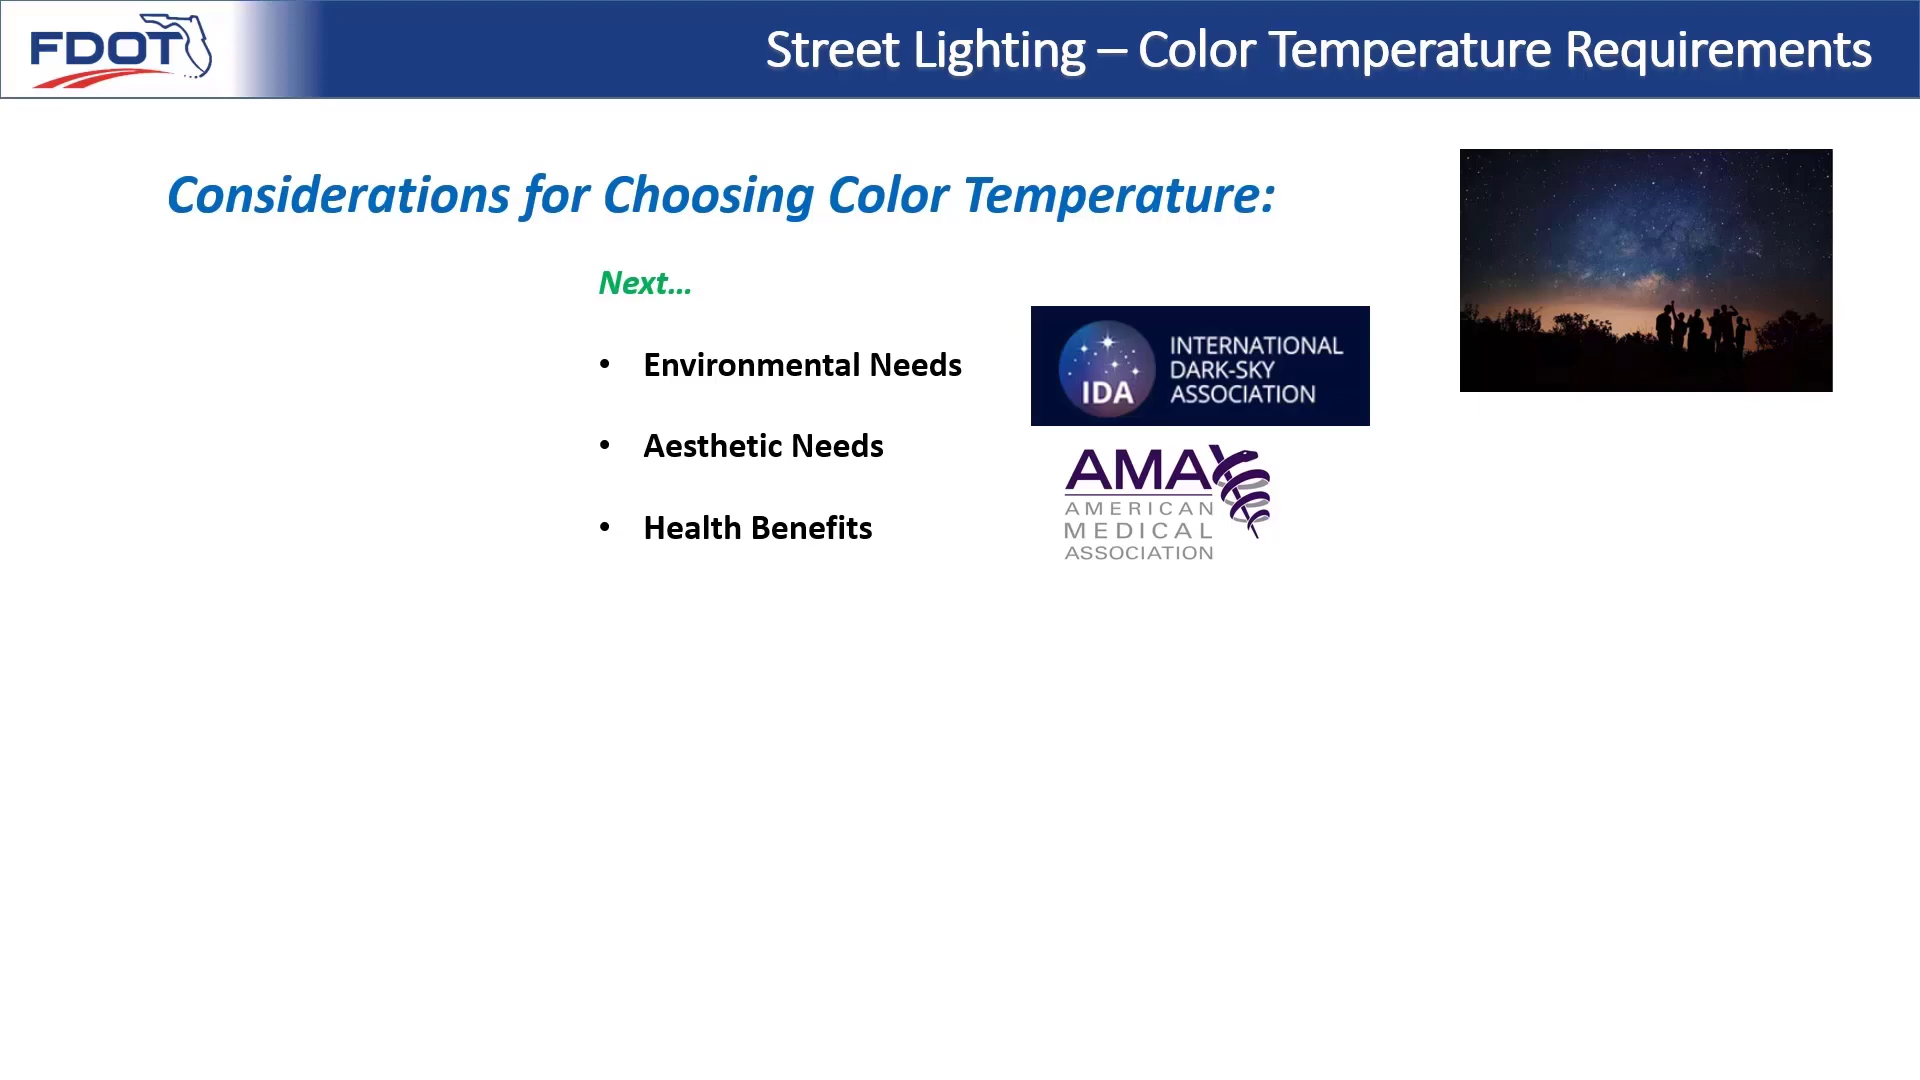 FDOT
Street Lighting – Color Temperature Requirements
Considerations for Choosing Color Temperature:
Next...
• Environmental Needs
• Aesthetic Needs
• Health Benefits
IDA
INTERNATIONAL
DARK-SKY
ASSOCIATION
AMA
AMERICAN
MEDICAL
ASSOCIATION